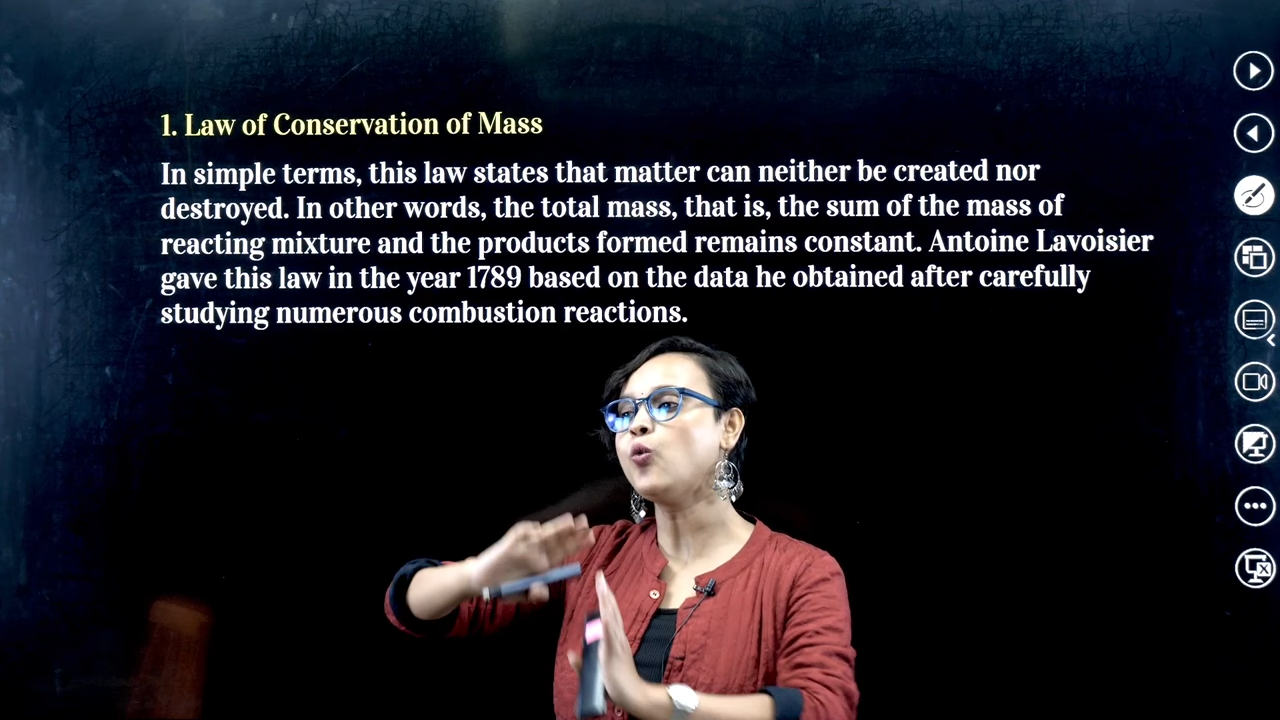 1. Law of Conservation of Mass
In simple terms, this law states that matter can neither be created nor
destroyed. In other words, the total mass, that is, the sum of the mass of
reacting mixture and the products formed remains constant. Antoine Lavoisier
gave this law in the year 1789 based on the data he obtained after carefully
studying numerous combustion reactions.